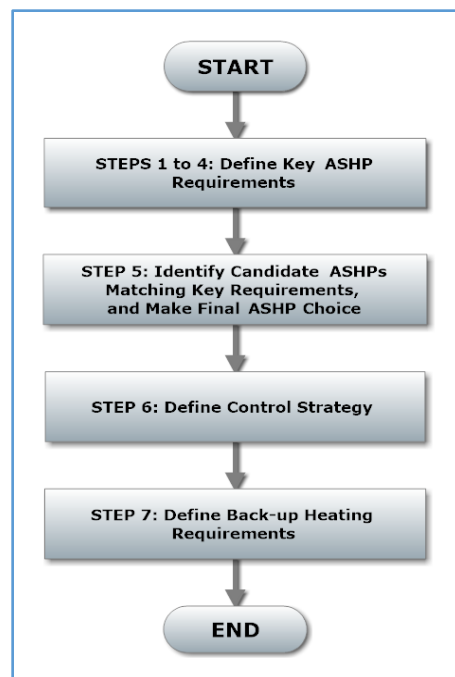 START
STEPS 1 to 4: Define Key ASHP
Requirements
STEP 5: Identify Candidate ASHPs
Matching Key Requirements,
and Make Final ASHP Choice
STEP 6: Define Control Strategy
STEP 7: Define Back-up Heating
Requirements
END